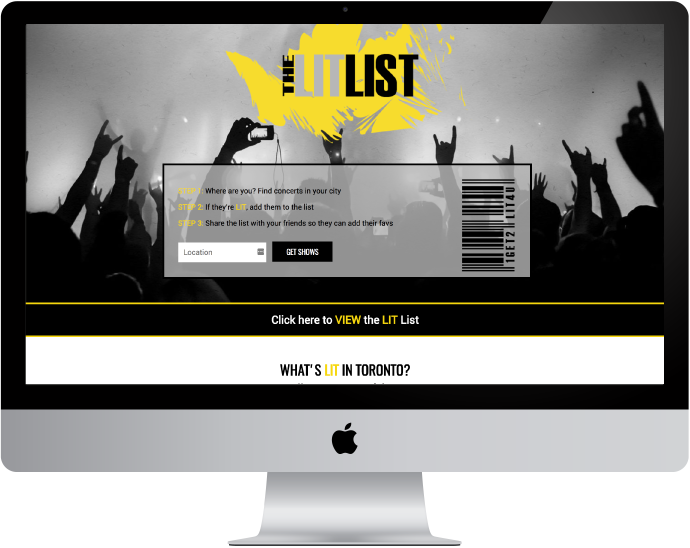 THE LIT LIST
STEP 1: Where are you? Find concerts in your city
STEP 2: If they're LIT, add them to the list
STEP 3: Share the list with your friends so they can add their favs
Location
GET SHOWS
1GET2 LIT4U
Click here to VIEW the LIT List
WHAT'S LIT IN TORONTO?